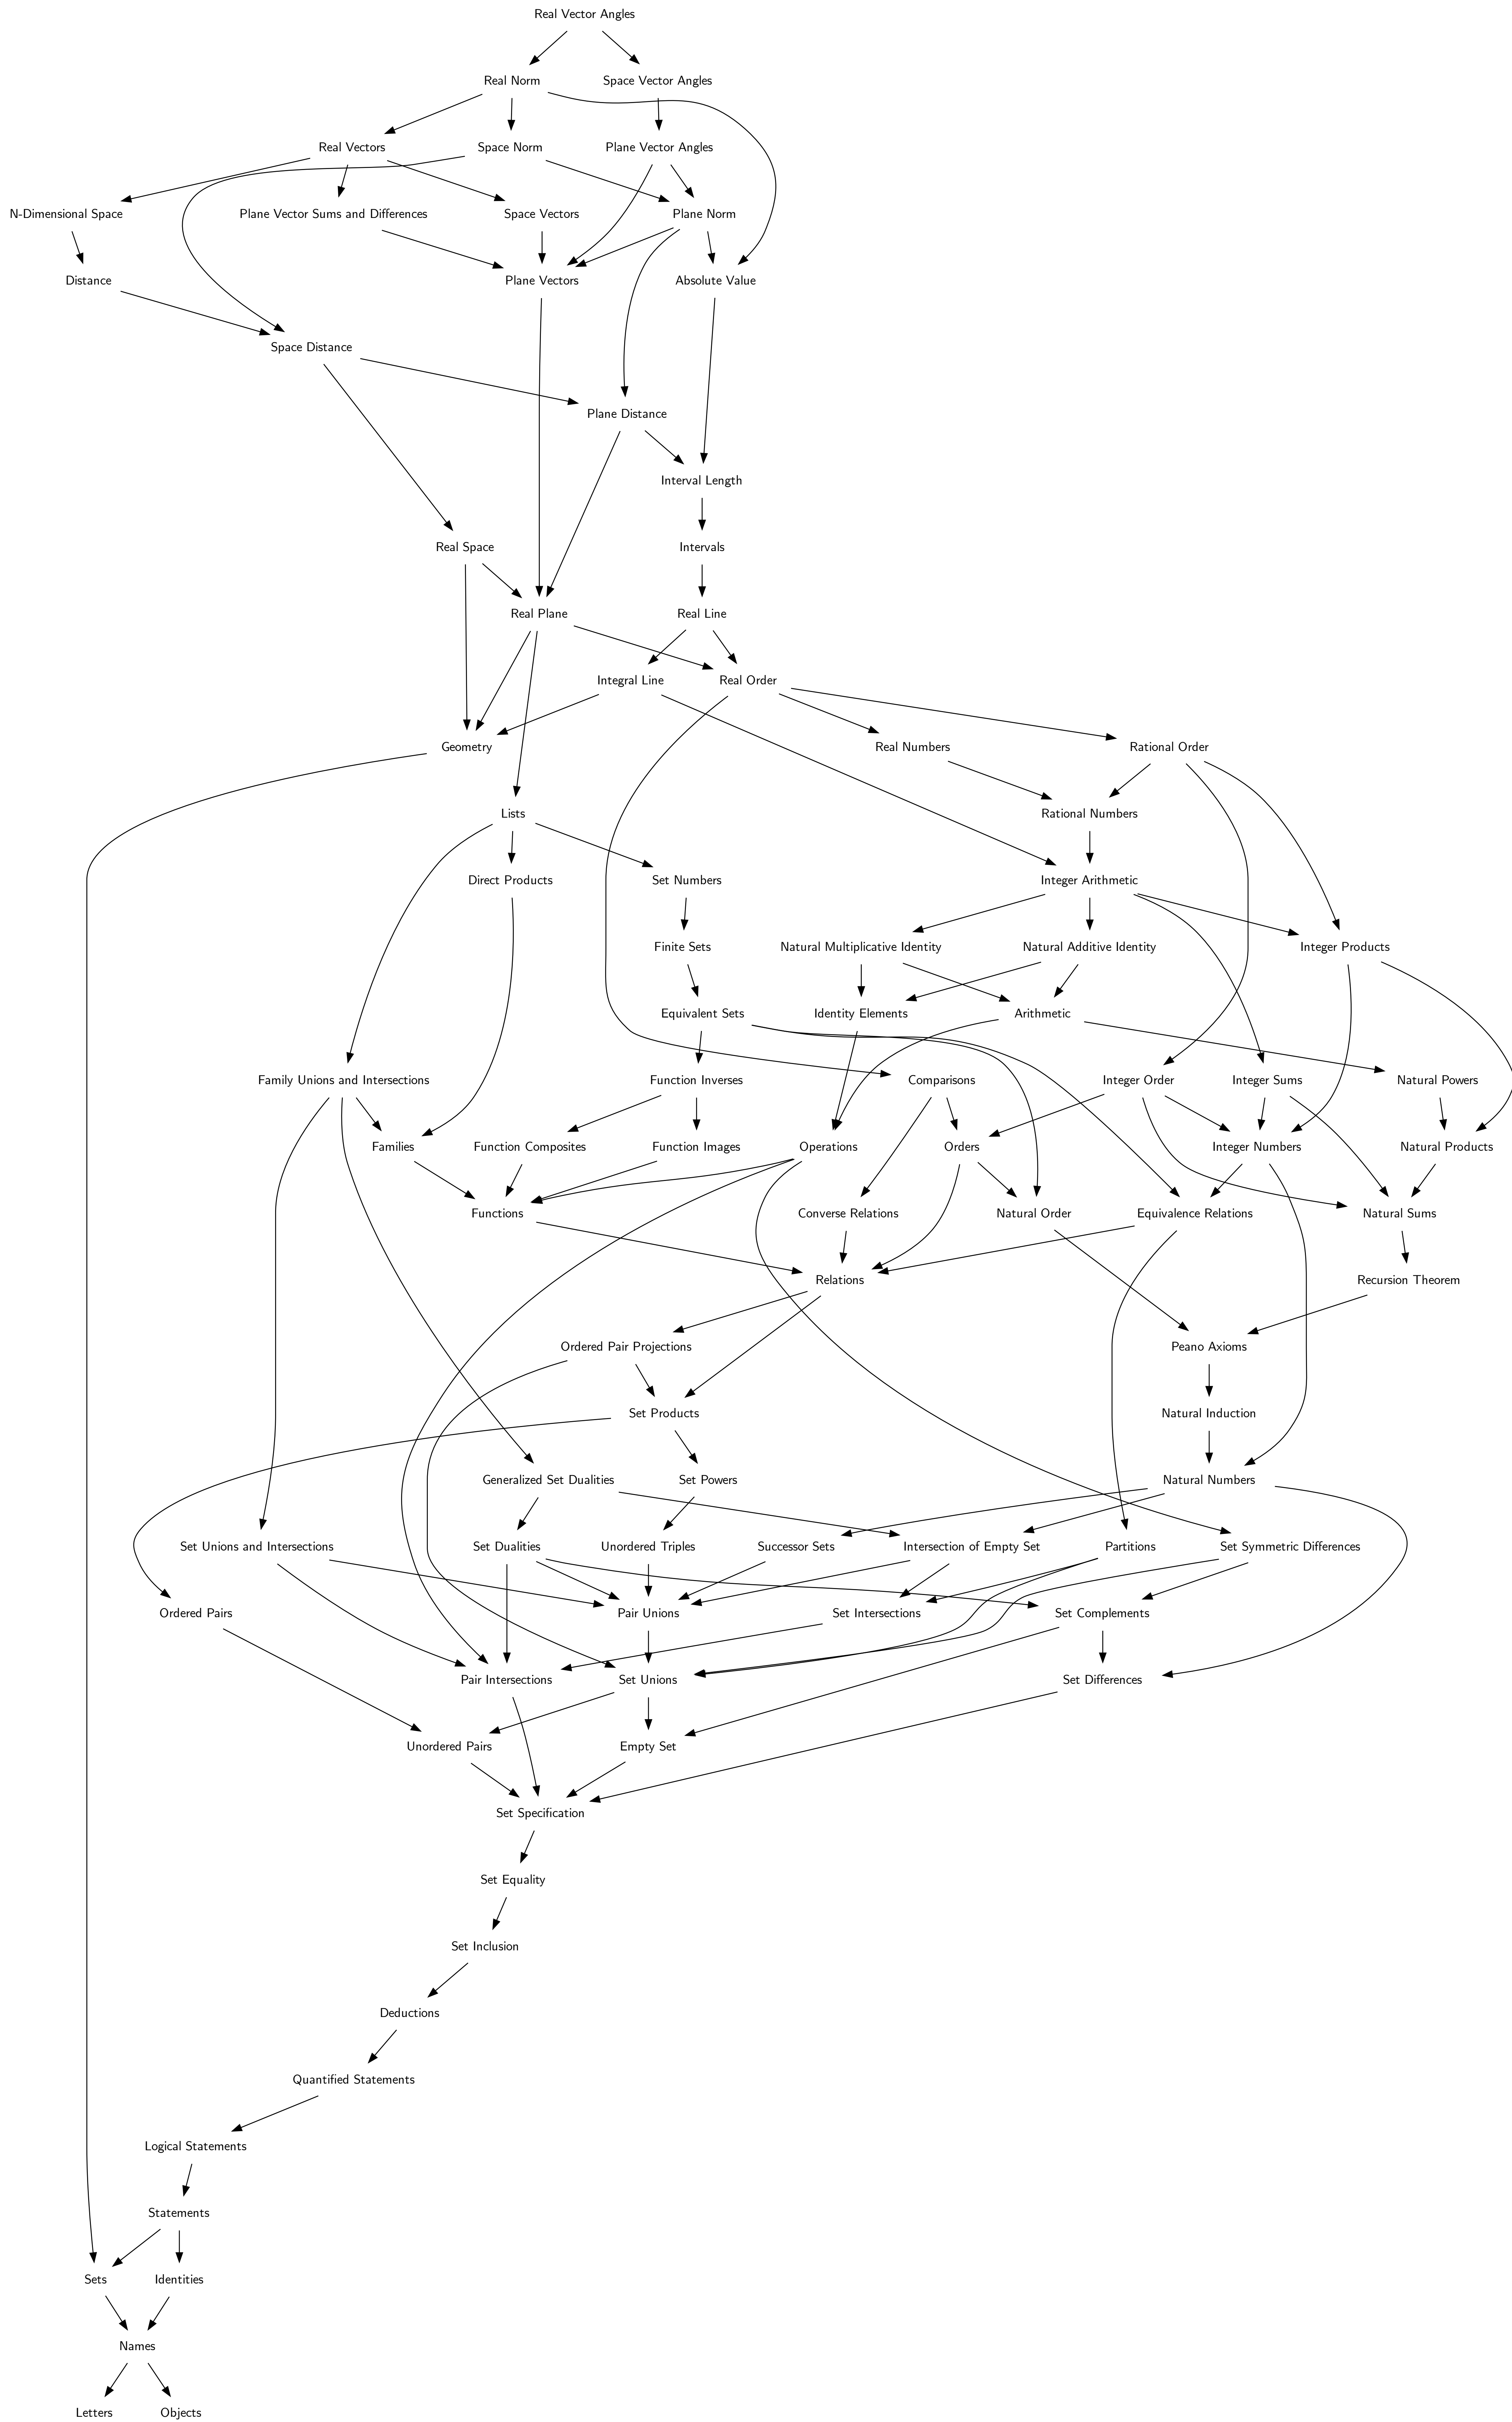 Real Vector Angles
Real Norm
Space Vector Angles
Real Vectors
Space Norm
Plane Vector Angles
N-Dimensional Space
Plane Vector Sums and Differences
Space Vectors
Plane Norm
Distance
Plane Vectors
Absolute Value
Space Distance
Plane Distance
Interval Length
Real Space
Intervals
Real Plane
Real Line
Integral Line
Real Order
Geometry
Real Numbers
Rational Order
Lists
Rational Numbers
Direct Products
Set Numbers
Integer Arithmetic
Finite Sets
Natural Multiplicative Identity
Natural Additive Identity
Integer Products
Equivalent Sets
Identity Elements
Arithmetic
Family Unions and Intersections
Function Inverses
Comparisons
Integer Order
Integer Sums
Natural Powers
Families
Function Composites
Function Images
Operations
Orders
Integer Numbers
Natural Products
Functions
Converse Relations
Natural Order
Equivalence Relations
Natural Sums
Relations
Recursion Theorem
Ordered Pair Projections
Peano Axioms
Set Products
Natural Induction
Generalized Set Dualities
Set Powers
Natural Numbers
Set Unions and Intersections
Set Dualities
Unordered Triples
Successor Sets
Intersection of Empty Set
Partitions
Set Symmetric Differences
Ordered Pairs
Pair Unions
Set Intersections
Set Complements
Pair Intersections
Set Unions
Set Differences
Unordered Pairs
Empty Set
Set Specification
Set Equality
Set Inclusion
Deductions
Quantified Statements
Logical Statements
Statements
Sets
Identities
Names
Letters
Objects